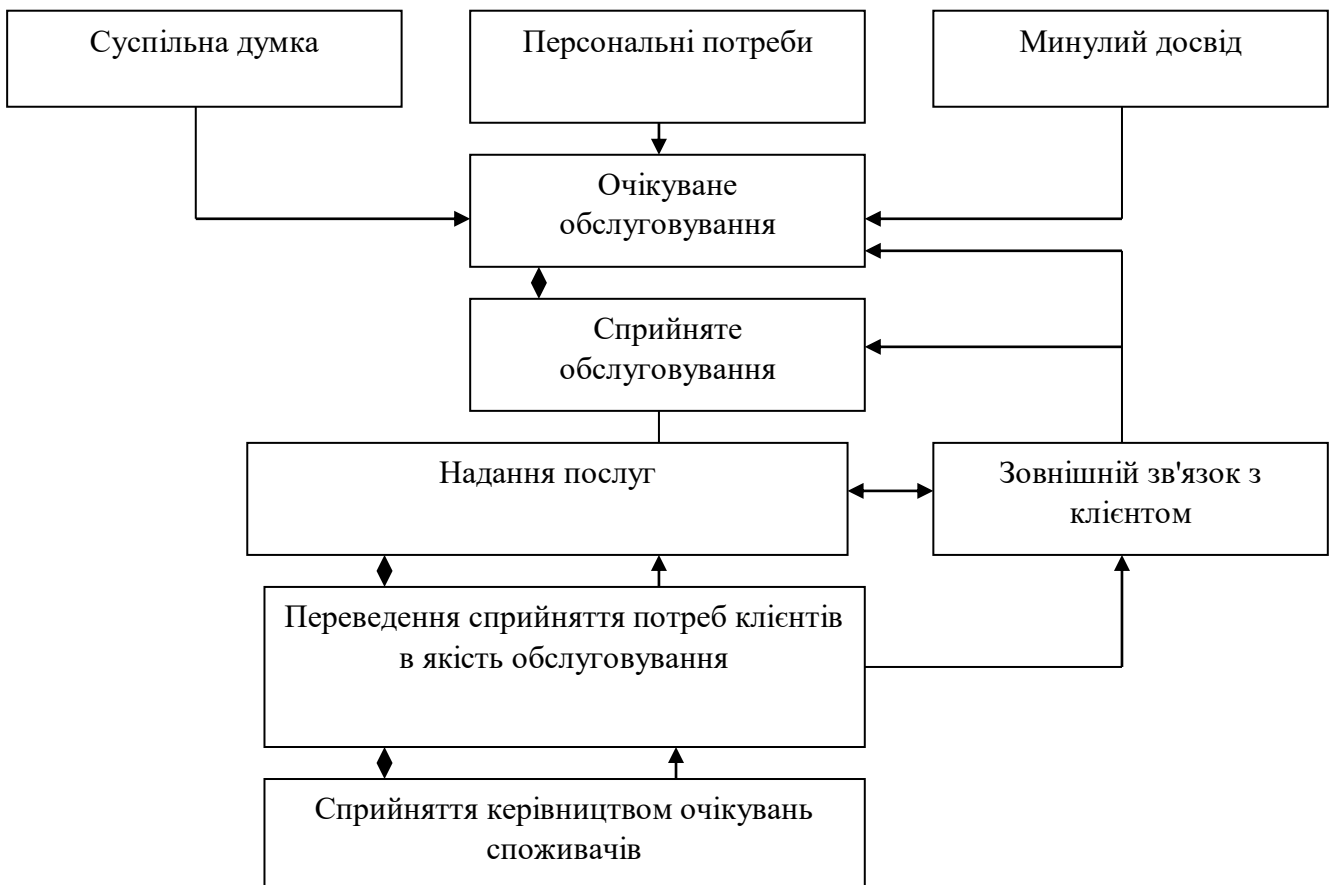 Суспільна думка
Персональні потреби
Минулий досвід
Очікуване
обслуговування
Сприйняте
обслуговування
Надання послуг
Зовнішній зв'язок з
клієнтом
Переведення сприйняття потреб клієнтів
в якість обслуговування
Сприйняття керівництвом очікувань
споживачів